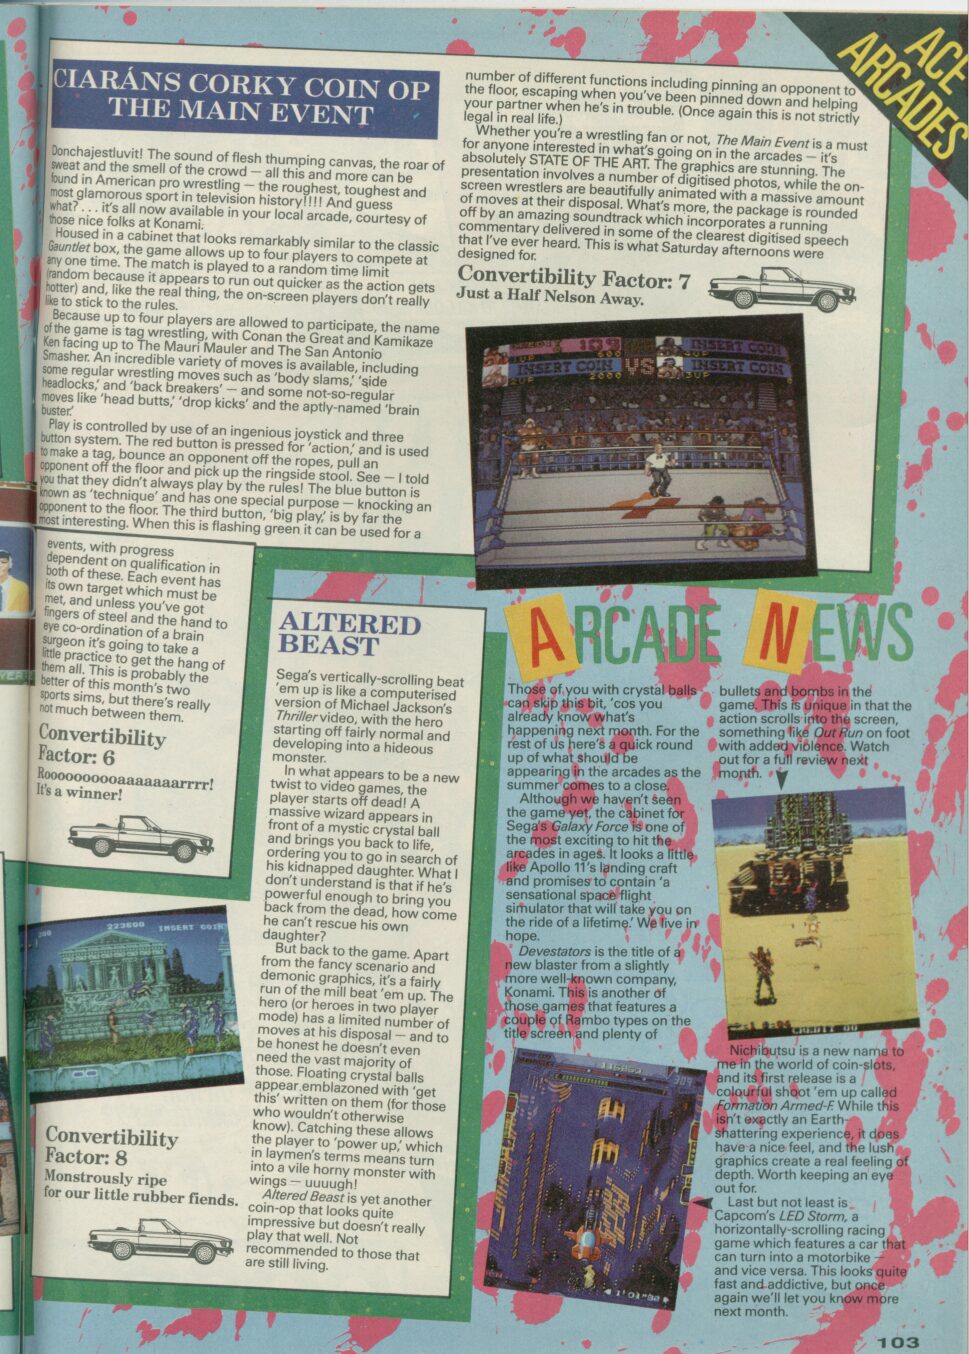 ACE
ARCADES
CIARÁNS CORKY COIN OP
THE MAIN EVENT
Donchajestluvit! The sound of flesh thumping canvas, the roar of
sweat and the smell of the crowd — all this and more can be
found in American pro wrestling — the roughest, toughest and
most glamorous sport in television history!!!! And guess
what? . . . it's all now available in your local arcade, courtesy of
those nice folks at Konami.
Housed in a cabinet that looks remarkably similar to the classic
Gauntlet box, the game allows up to four players to compete at
any one time. The match is played to a random time limit
(random because it appears to run out quicker as the action gets
hotter) and, like the real thing, the on-screen players don't really
like to stick to the rules.
Because up to four players are allowed to participate, the name
of the game is tag wrestling, with Conan the Great and Kamikaze
Ken facing up to The Mauri Mauler and The San Antonio
Smasher. An incredible variety of moves is available, including
some regular wrestling moves such as 'body slams,' 'side
headlocks,' and 'back breakers' — and some not-so-regular
moves like 'head butts,' 'drop kicks' and the aptly-named 'brain
buster.'
Play is controlled by use of an ingenious joystick and three
button system. The red button is pressed for 'action,' and is used
to make a tag, bounce an opponent off the ropes, pull an
opponent off the floor and pick up the ringside stool. See — I told
you that they didn't always play by the rules! The blue button is
known as 'technique' and has one special purpose — knocking an
opponent to the floor. The third button, 'big play,' is by far the
most interesting. When this is flashing green it can be used for a
number of different functions including pinning an opponent to
the floor, escaping when you've been pinned down and helping
your partner when he's in trouble. (Once again this is not strictly
legal in real life.)
Whether you're a wrestling fan or not, The Main Event is a must
for anyone interested in what's going on in the arcades — it's
absolutely STATE OF THE ART. The graphics are stunning. The
presentation involves a number of digitised photos, while the on-
screen wrestlers are beautifully animated with a massive amount
of moves at their disposal. What's more, the package is rounded
off by an amazing soundtrack which incorporates a running
commentary delivered in some of the clearest digitised speech
that I've ever heard. This is what Saturday afternoons were
designed for.
Convertibility Factor: 7
Just a Half Nelson Away.
109
1UP 600
INSERT COIN
2UP 2000
VS
INSERT COIN
INSERT COIN
3UP
events, with progress
dependent on qualification in
both of these. Each event has
its own target which must be
met, and unless you've got
fingers of steel and the hand to
eye co-ordination of a brain
surgeon it's going to take a
little practice to get the hang of
them all. This is probably the
better of this month's two
sports sims, but there's really
not much between them.
Convertibility
Factor: 6
Roooooooooaaaaaaarrrr!
It's a winner!
223600 INSERT COIN
Convertibility
Factor: 8
Monstrously ripe
for our little rubber fiends.
ALTERED
BEAST
Sega's vertically-scrolling beat
'em up is like a computerised
version of Michael Jackson's
Thriller video, with the hero
starting off fairly normal and
developing into a hideous
monster.
In what appears to be a new
twist to video games, the
player starts off dead! A
massive wizard appears in
front of a mystic crystal ball
and brings you back to life,
ordering you to go in search of
his kidnapped daughter. What I
don't understand is that if he's
powerful enough to bring you
back from the dead, how come
he can't rescue his own
daughter?
But back to the game. Apart
from the fancy scenario and
demonic graphics, it's a fairly
run of the mill beat 'em up. The
hero (or heroes in two player
mode) has a limited number of
moves at his disposal — and to
be honest he doesn't even
need the vast majority of
those. Floating crystal balls
appear emblazoned with 'get
this' written on them (for those
who wouldn't otherwise
know). Catching these allows
the player to 'power up,' which
in laymen's terms means turn
into a vile horny monster with
wings — uuuugh!
Altered Beast is yet another
coin-op that looks quite
impressive but doesn't really
play that well. Not
recommended to those that
are still living.
ARCADE NEWS
Those of you with crystal balls
can skip this bit, 'cos you
already know what's
happening next month. For the
rest of us here's a quick round
up of what should be
appearing in the arcades as the
summer comes to a close.
Although we haven't seen
the game yet, the cabinet for
Sega's Galaxy Force is one of
the most exciting to hit the
arcades in ages. It looks a little
like Apollo 11's landing craft
and promises to contain 'a
sensational space flight
simulator that will take you on
the ride of a lifetime.' We live in
hope.
Devestators is the title of a
new blaster from a slightly
more well-known company,
Konami. This is another of
those games that features a
couple of Rambo types on the
title screen and plenty of
bullets and bombs in the
game. This is unique in that the
action scrolls into the screen,
something like Out Run on foot
with added violence. Watch
out for a full review next
month.
CREDIT 00
Nichibutsu is a new name to
me in the world of coin-slots,
and its first release is a
colourful shoot 'em up called
Formation Armed-F. While this
isn't exactly an Earth-
shattering experience, it does
have a nice feel, and the lush
graphics create a real feeling of
depth. Worth keeping an eye
out for.
Last but not least is
Capcom's LED Storm, a
horizontally-scrolling racing
game which features a car that
can turn into a motorbike —
and vice versa. This looks quite
fast and addictive, but once
again we'll let you know more
next month.
103